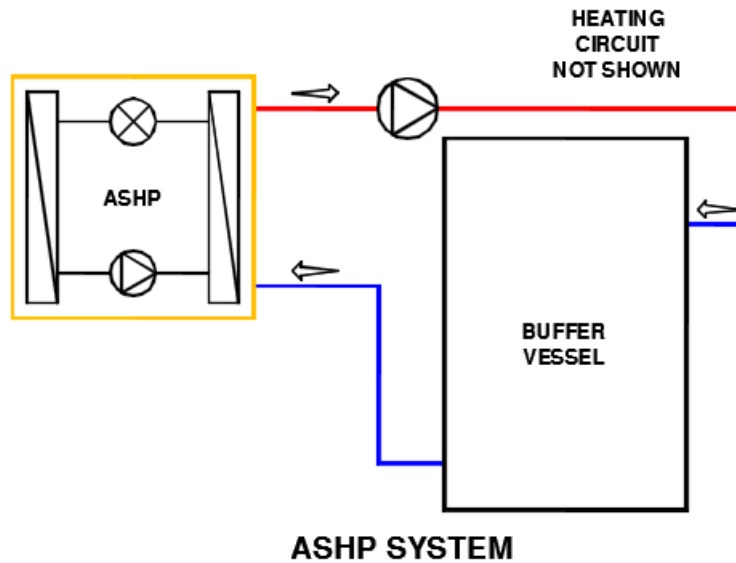 HEATING
CIRCUIT
NOT SHOWN
ASHP
BUFFER
VESSEL
ASHP SYSTEM